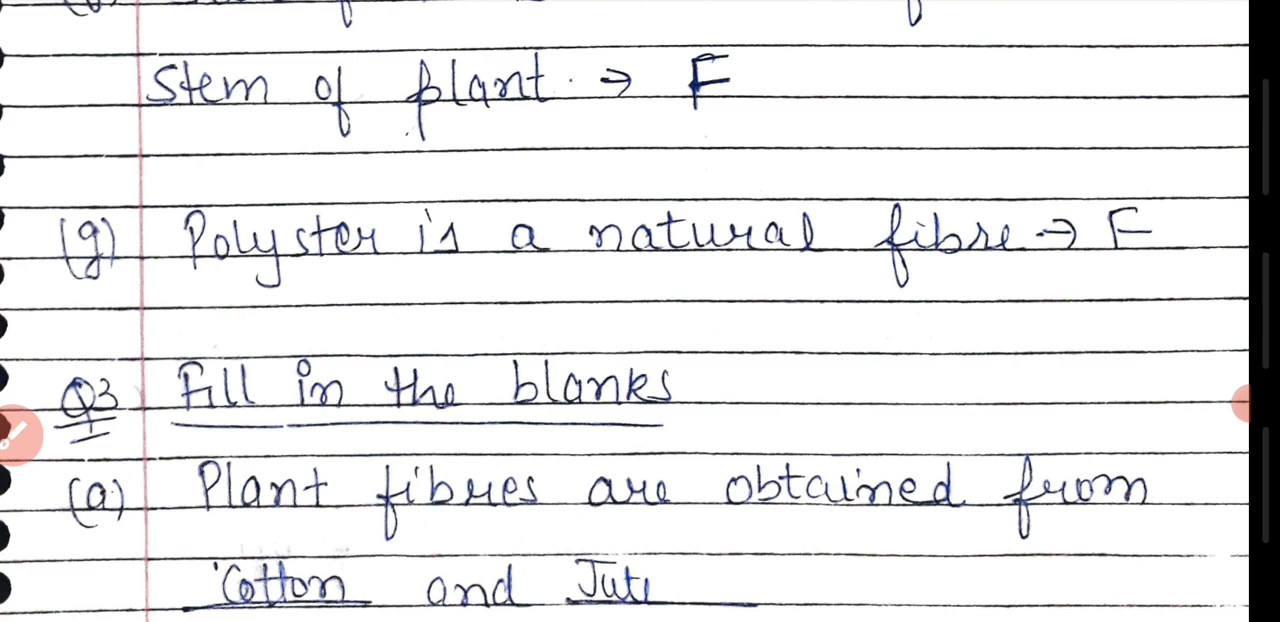 Stem of plant. → F
(g) Polyster is a natural fibre → F
Q3 Fill in the blanks
(a) Plant fibres are obtained from
Cotton and Jute